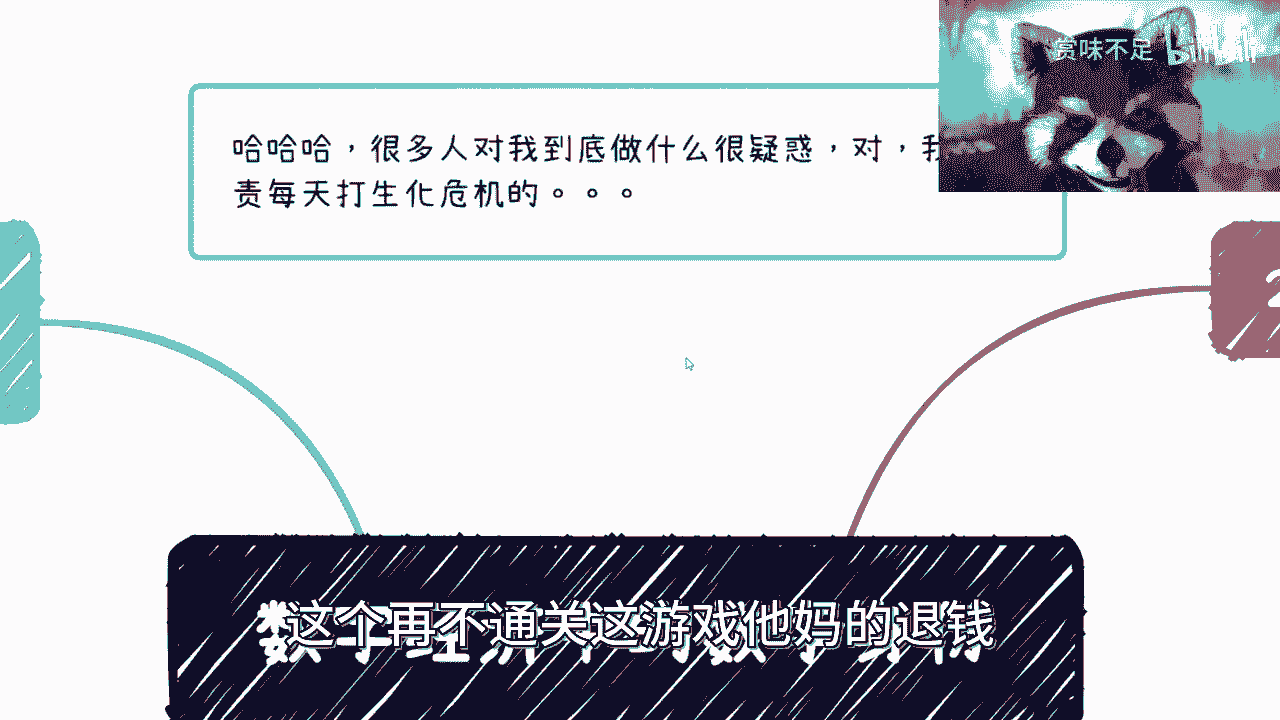 赏味不足 bilibili
哈哈哈，很多人对我到底做什么很疑惑，对，我
责每天打生化危机的。。。
2
这个再不通关这游戏他妈的退钱